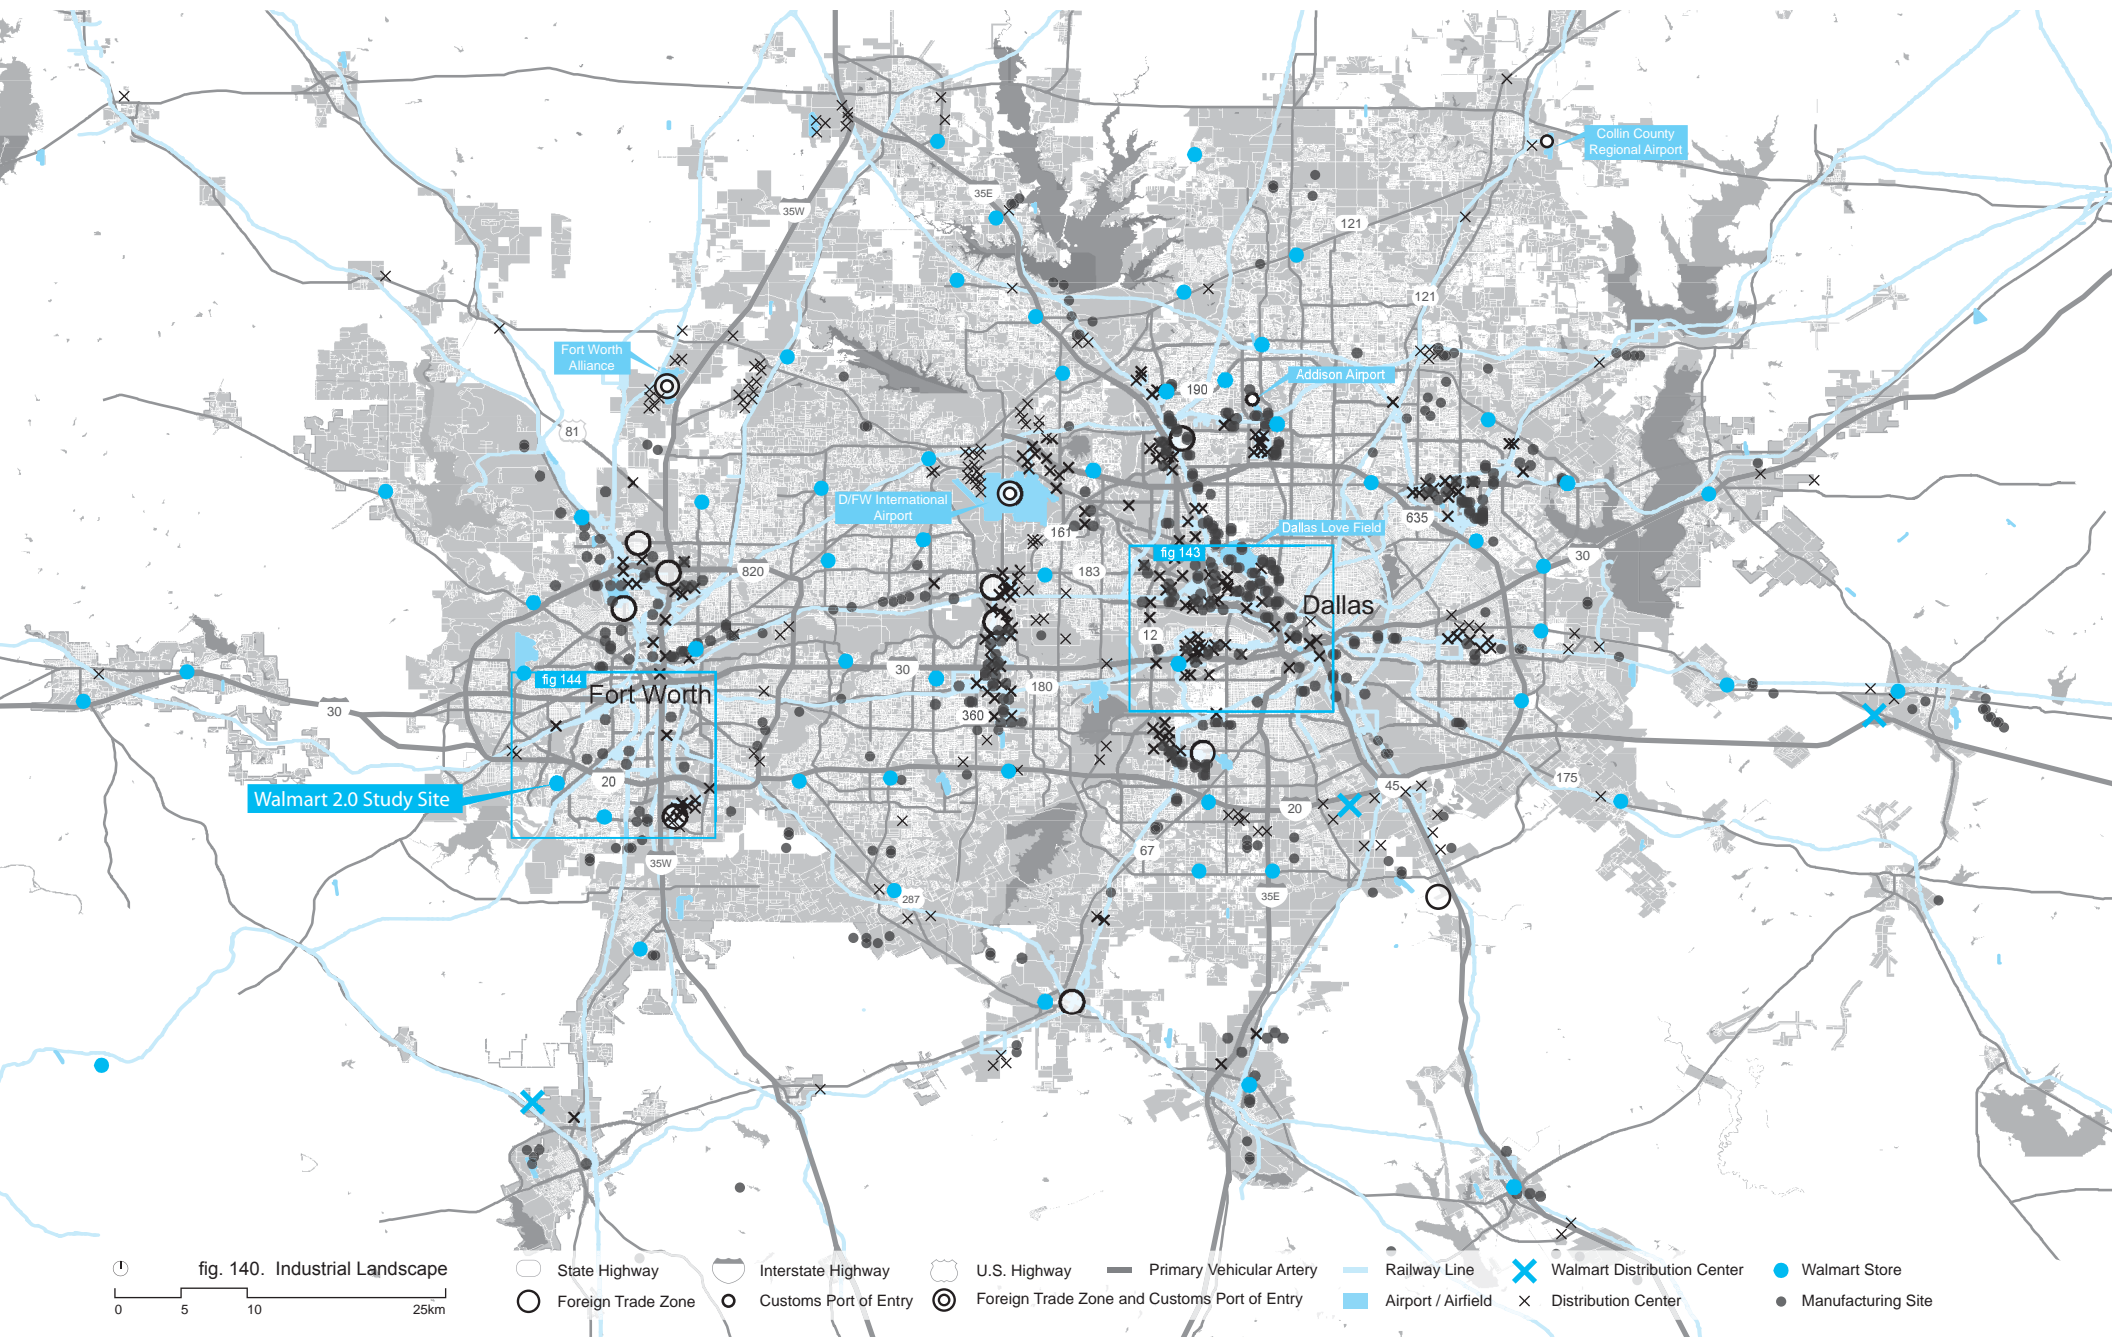 Collin County
Regional Airport
35E
35W
121
121
Fort Worth
Alliance
Addison Airport
190
81
D/FW International
Airport
635
Dallas Love Field
161
fig 143
30
820
183
Dallas
12
30
fig 144
Fort Worth
180
30
360
20
175
Walmart 2.0 Study Site
45
20
67
35W
35E
287
fig. 140. Industrial Landscape
0 5 10 25km
State Highway
Interstate Highway
U.S. Highway
Primary Vehicular Artery
Railway Line
Walmart Distribution Center
Walmart Store
Foreign Trade Zone
Customs Port of Entry
Foreign Trade Zone and Customs Port of Entry
Airport / Airfield
Distribution Center
Manufacturing Site